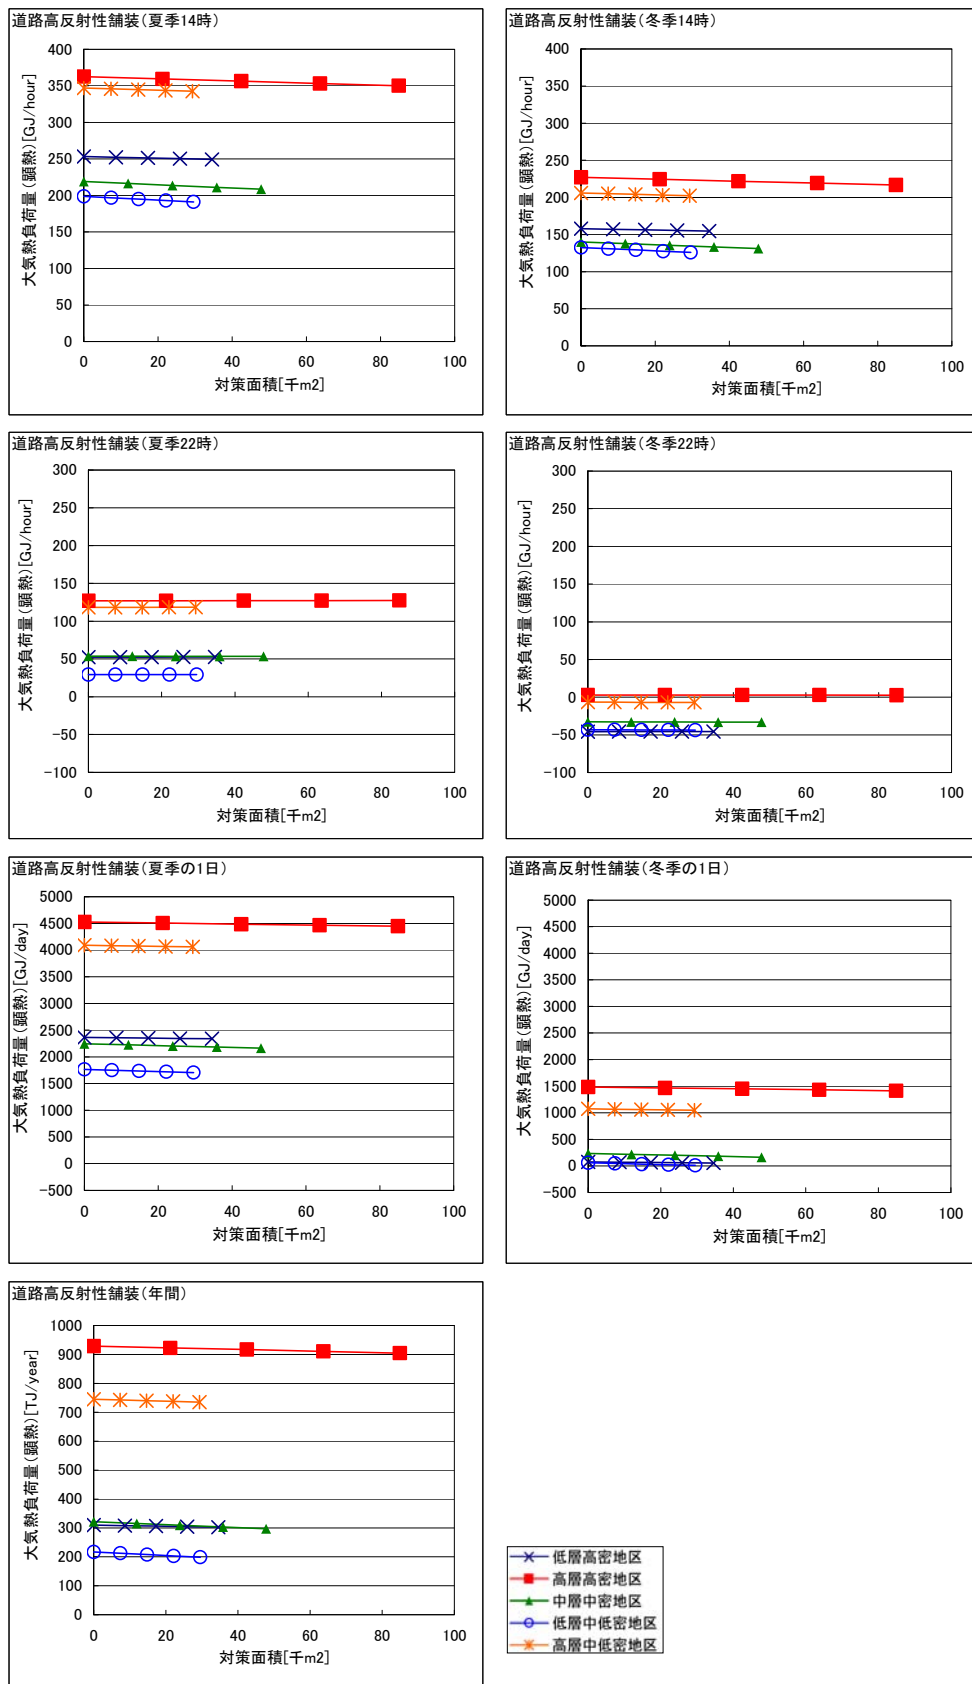 道路高反射性舗装(夏季14時)
大気熱負荷量(顕熱)[GJ/hour]
400
350
300
250
200
150
100
50
0
0 20 40 60 80 100
対策面積[千m2]
道路高反射性舗装(冬季14時)
大気熱負荷量(顕熱)[GJ/hour]
400
350
300
250
200
150
100
50
0
0 20 40 60 80 100
対策面積[千m2]
道路高反射性舗装(夏季22時)
大気熱負荷量(顕熱)[GJ/hour]
300
250
200
150
100
50
0
-50
-100
0 20 40 60 80 100
対策面積[千m2]
道路高反射性舗装(冬季22時)
大気熱負荷量(顕熱)[GJ/hour]
300
250
200
150
100
50
0
-50
-100
0 20 40 60 80 100
対策面積[千m2]
道路高反射性舗装(夏季の1日)
大気熱負荷量(顕熱)[GJ/day]
5000
4500
4000
3500
3000
2500
2000
1500
1000
500
0
-500
0 20 40 60 80 100
対策面積[千m2]
道路高反射性舗装(冬季の1日)
大気熱負荷量(顕熱)[GJ/day]
5000
4500
4000
3500
3000
2500
2000
1500
1000
500
0
-500
0 20 40 60 80 100
対策面積[千m2]
道路高反射性舗装(年間)
大気熱負荷量(顕熱)[TJ/year]
1000
900
800
700
600
500
400
300
200
100
0
0 20 40 60 80 100
対策面積[千m2]
低層高密地区
高層高密地区
中層中密地区
低層中低密地区
高層中低密地区